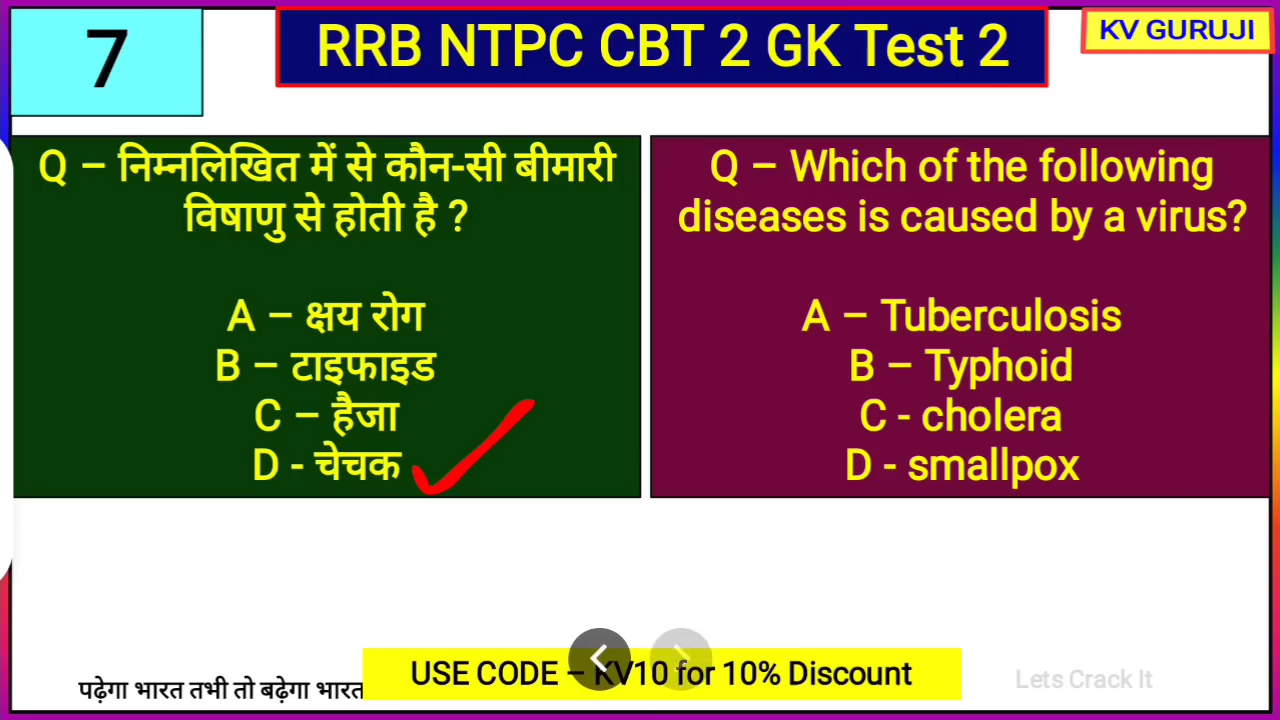 7
RRB NTPC CBT 2 GK Test 2
KV GURUJI
Q – निम्नलिखित में से कौन-सी बीमारी
विषाणु से होती है ?
A – क्षय रोग
B – टाइफाइड
C – हैजा
D - चेचक
Q – Which of the following
diseases is caused by a virus?
A – Tuberculosis
B – Typhoid
C - cholera
D - smallpox
पढ़ेगा भारत तभी तो बढ़ेगा भारत
USE CODE – KV10 for 10% Discount
Lets Crack It